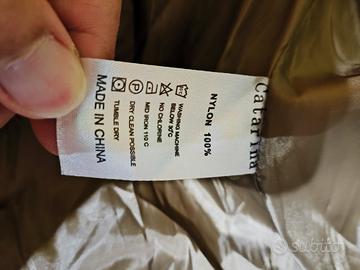 Catarina
NYLON 100%
WASHING MACHINE
BELOW 30°C
NO CHLORINE
MID IRON 110 C
DRY CLEAN POSSIBLE
TUMBLE DRY
MADE IN CHINA
subito